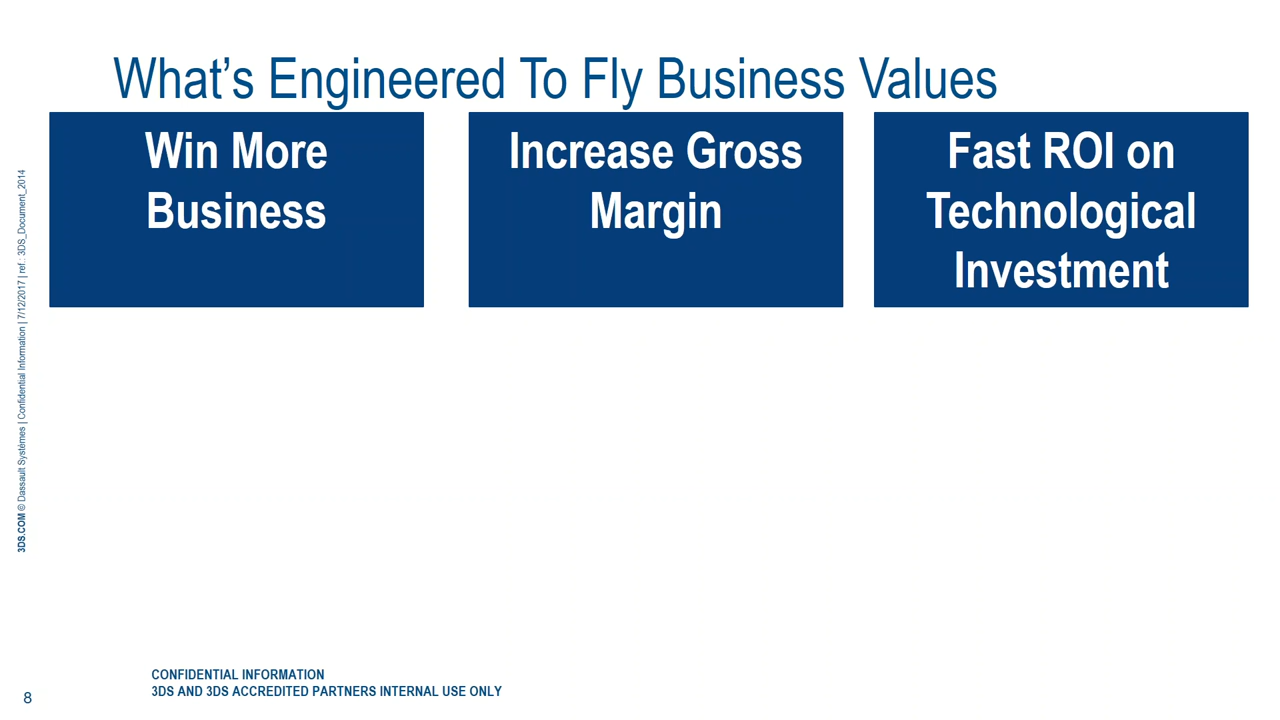 What’s Engineered To Fly Business Values
Win More
Business
Increase Gross
Margin
Fast ROI on
Technological
Investment
3DS.COM © Dassault Systèmes | Confidential Information | 7/12/2017 | ref.: 3DS_Document_2014
CONFIDENTIAL INFORMATION
3DS AND 3DS ACCREDITED PARTNERS INTERNAL USE ONLY
8